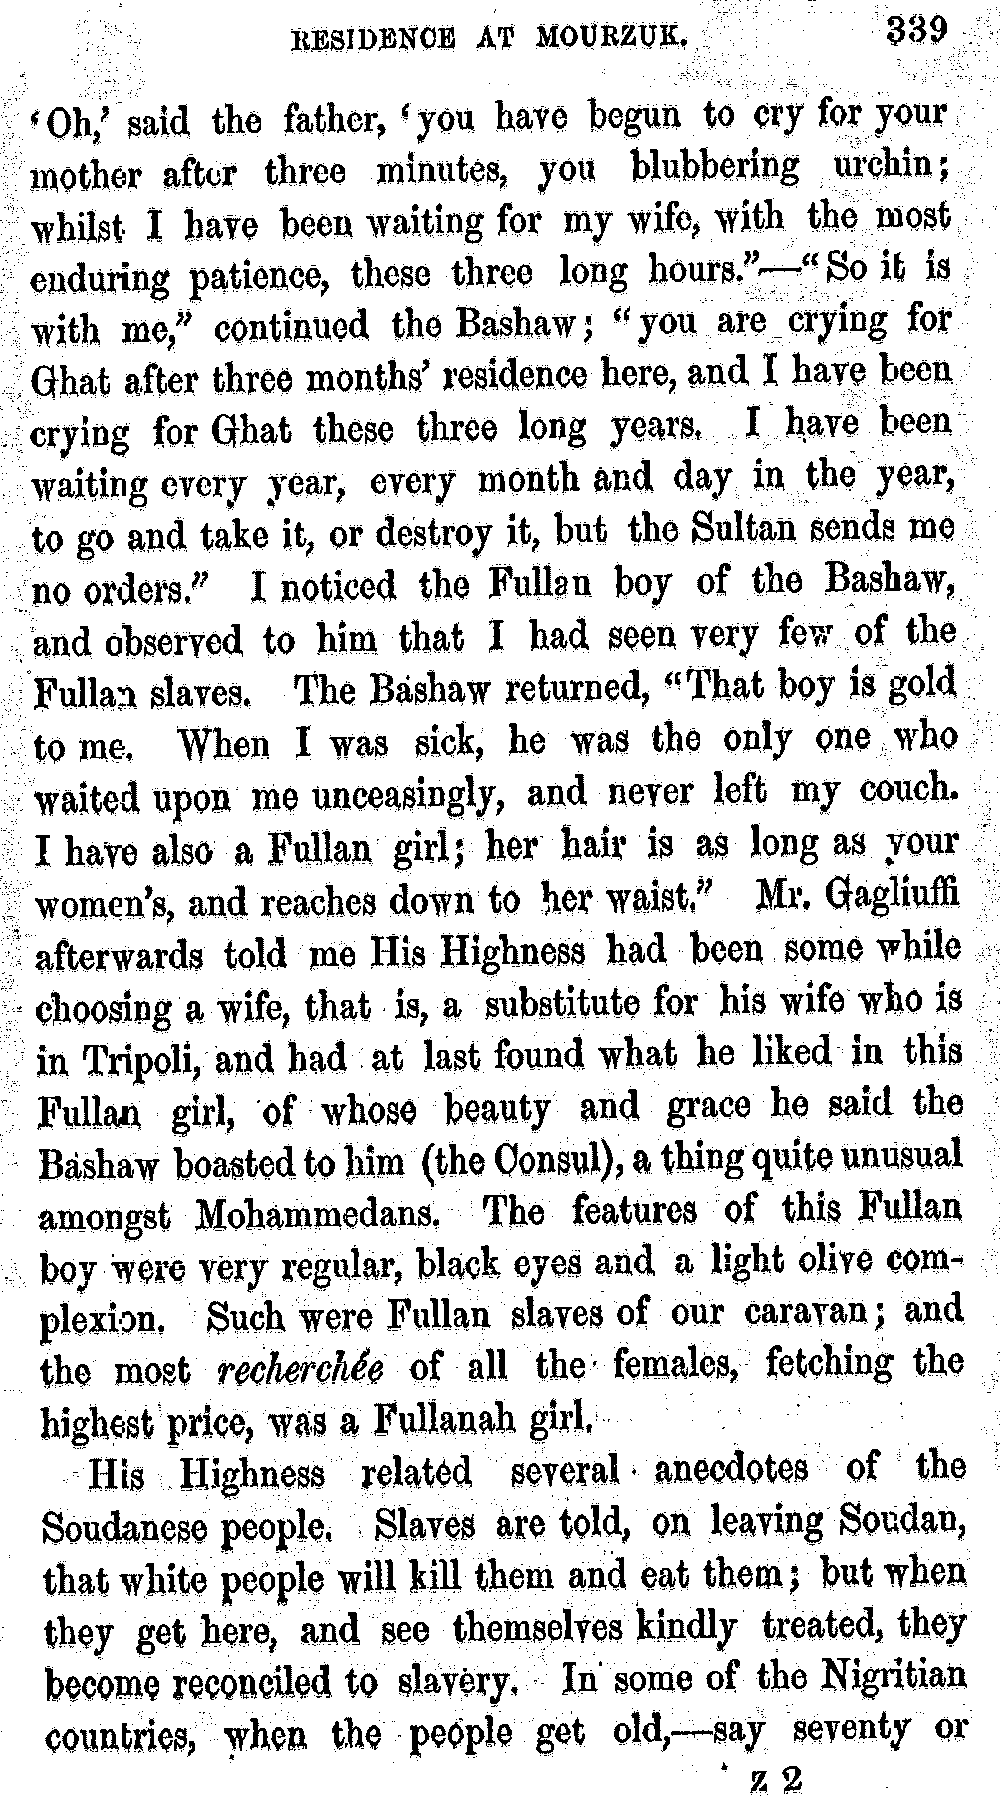 RESIDENCE AT MOURZUK. 339
‘Oh,’ said the father, ‘you have begun to cry for your
mother after three minutes, you blubbering urchin;
whilst I have been waiting for my wife, with the most
enduring patience, these three long hours.”—“So it is
with me,” continued the Bashaw; “you are crying for
Ghat after three months’ residence here, and I have been
crying for Ghat these three long years. I have been
waiting every year, every month and day in the year,
to go and take it, or destroy it, but the Sultan sends me
no orders.” I noticed the Fullan boy of the Bashaw,
and observed to him that I had seen very few of the
Fullan slaves. The Bashaw returned, “That boy is gold
to me. When I was sick, he was the only one who
waited upon me unceasingly, and never left my couch.
I have also a Fullan girl; her hair is as long as your
women's, and reaches down to her waist.” Mr. Gagliuffi
afterwards told me His Highness had been some while
choosing a wife, that is, a substitute for his wife who is
in Tripoli, and had at last found what he liked in this
Fullan girl, of whose beauty and grace he said the
Bashaw boasted to him (the Consul), a thing quite unusual
amongst Mohammedans. The features of this Fullan
boy were very regular, black eyes and a light olive com-
plexion. Such were Fullan slaves of our caravan; and
the most recherchée of all the females, fetching the
highest price, was a Fullanah girl.
His Highness related several anecdotes of the
Soudanese people. Slaves are told, on leaving Soudan,
that white people will kill them and eat them; but when
they get here, and see themselves kindly treated, they
become reconciled to slavery. In some of the Nigritian
countries, when the people get old,—say seventy or
Z 2